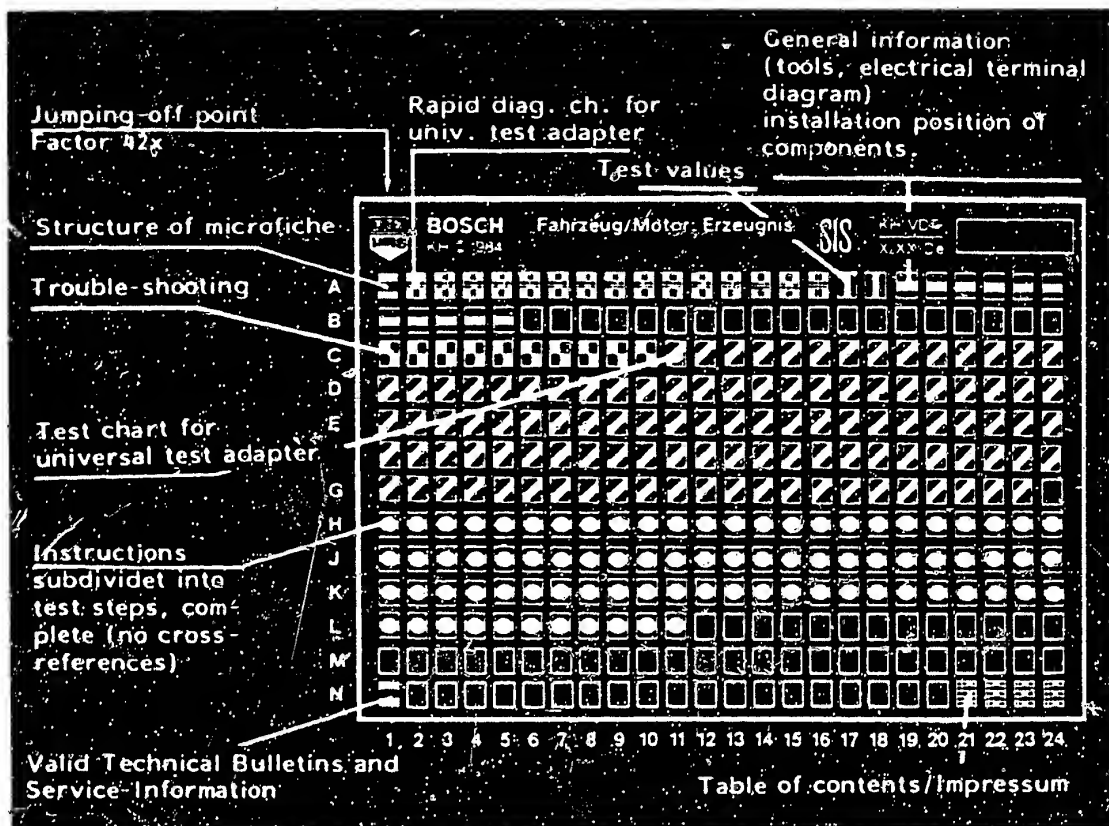 General information
(tools, electrical terminal
diagram)
installation position of
components.
Jumping-off point
Factor 42x
Rapid diag. ch. for
univ. test adapter
Test values
Structure of microfiche
BOSCH
Fahrzeug/Motor: Erzeugnis
SIS
Trouble-shooting
A
B
C
D
E
G
H
J
K
L
M
N
Test chart for
universal test adapter
Instructions
subdividet into
test steps, com-
plete (no cross-
references)
1 2 3 4 5 6 7 8 9 10 11 12 13 14 15 16 17 18 19 20 21 22 23 24
Valid Technical Bulletins and
Service-Information
Table of contents/Impressum